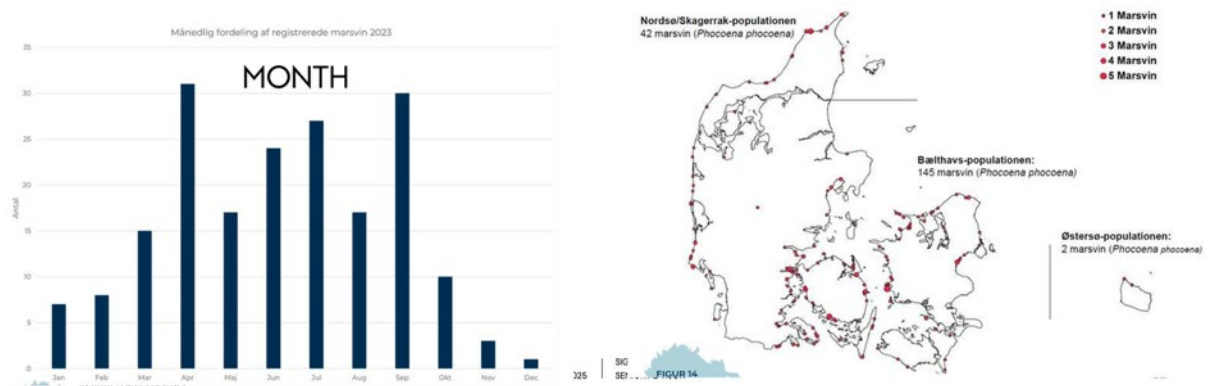 Månedlig fordeling af registrerede marsvin 2023
MONTH
Antal
35
30
25
20
15
10
5
0
Jan Feb Mar Apr Maj Jun Jul Aug Sep Okt Nov Dec
Nordsø/Skagerrak-populationen
42 marsvin (Phocoena phocoena)
1 Marsvin
2 Marsvin
3 Marsvin
4 Marsvin
5 Marsvin
Bælthavs-populationen:
145 marsvin (Phocoena phocoena)
Østersø-populationen:
2 marsvin (Phocoena phocoena)
FIGUR 14